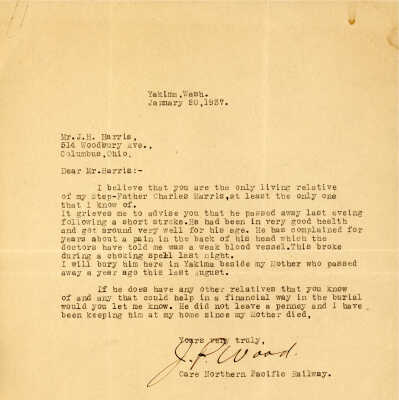 Yakima,Wash.
January 20,1937.
Mr.J.H. Harris,
514 Woodbury Ave.,
Columbus,Ohio.
Dear Mr.Harris:-
I believe that you are the only living relative
of my Step-Father Charles Harris,at least the only one
that I know of.
It grieves me to advise you that he passed away last eveing
following a short stroke.He had been in very good health
and got around very well for his age. He has complained for
years about a pain in the back of his head which the
doctors have told me was a weak blood vessel.This broke
during a choking spell last night.
I will bury him here in Yakima beside my Mother who passed
away a year ago this last August.
If he does have any other relatives that you know
of and any that could help in a financial way in the burial
would you let me know. He did not leave a penney and I have
been keeping him at my home since my Mother died,
Yours very truly,
J.P. Wood.
Care Northern Pacific Railway.